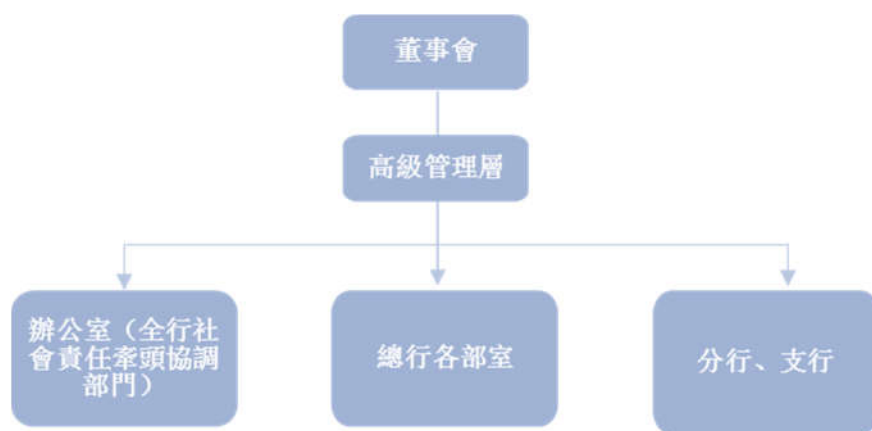 董事會
高級管理層
辦公室（全行社
會責任牽頭協調
部門）
總行各部室
分行、支行